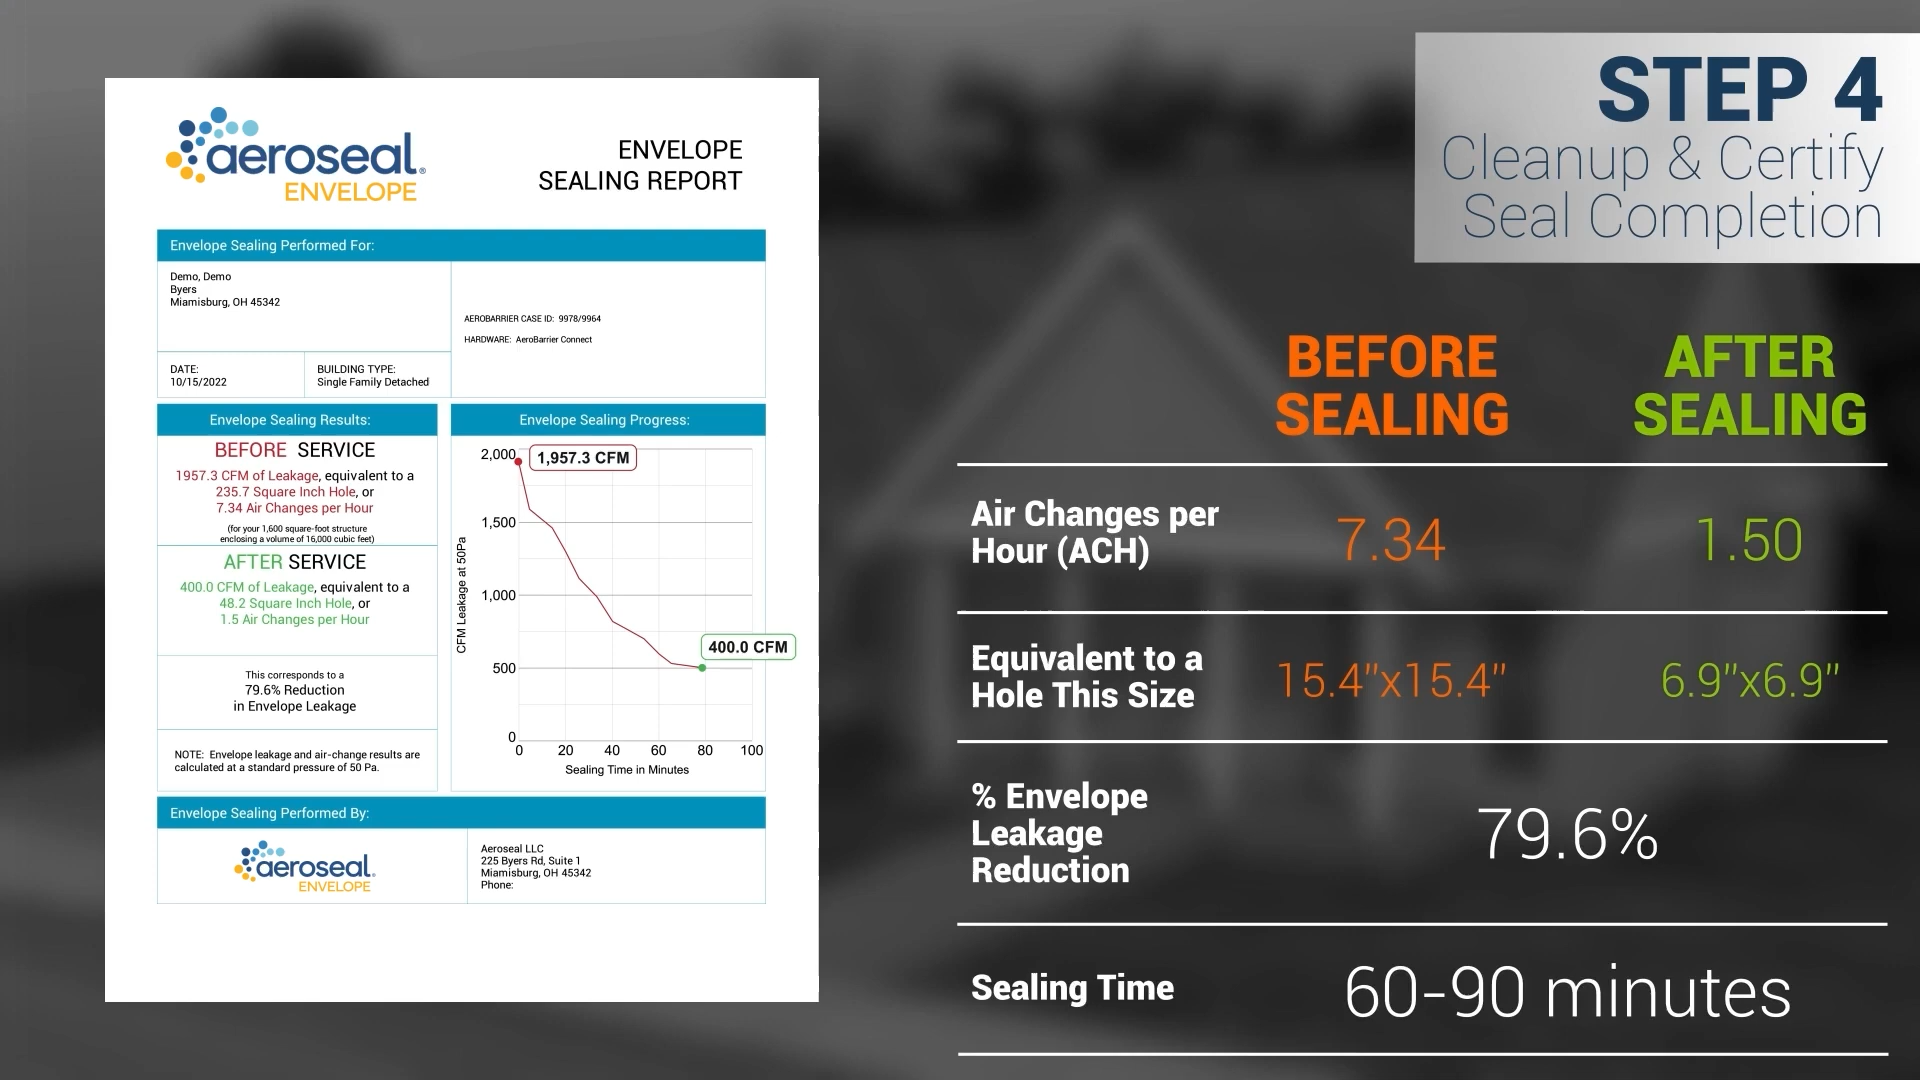 aeroseal®
ENVELOPE
ENVELOPE
SEALING REPORT
Envelope Sealing Performed For:
Demo, Demo
Byers
Miamisburg, OH 45342
AEROBARRIER CASE ID: 9978/9964
HARDWARE: AeroBarrier Connect
DATE:
10/15/2022
BUILDING TYPE:
Single Family Detached
Envelope Sealing Results:
BEFORE SERVICE
1957.3 CFM of Leakage, equivalent to a
235.7 Square Inch Hole, or
7.34 Air Changes per Hour
(for your 1,600 square-foot structure
enclosing a volume of 16,000 cubic feet)
AFTER SERVICE
400.0 CFM of Leakage, equivalent to a
48.2 Square Inch Hole, or
1.5 Air Changes per Hour
This corresponds to a
79.6% Reduction
in Envelope Leakage
NOTE: Envelope leakage and air-change results are
calculated at a standard pressure of 50 Pa.
Envelope Sealing Progress:
2,000
1,957.3 CFM
1,500
1,000
400.0 CFM
500
0
CFM Leakage at 50Pa
0 20 40 60 80 100
Sealing Time in Minutes
Envelope Sealing Performed By:
aeroseal®
ENVELOPE
Aeroseal LLC
225 Byers Rd, Suite 1
Miamisburg, OH 45342
Phone:
STEP 4
Cleanup & Certify
Seal Completion
BEFORE
SEALING
AFTER
SEALING
Air Changes per
Hour (ACH)
7.34
1.50
Equivalent to a
Hole This Size
15.4"x15.4"
6.9"x6.9"
% Envelope
Leakage
Reduction
79.6%
Sealing Time
60-90 minutes